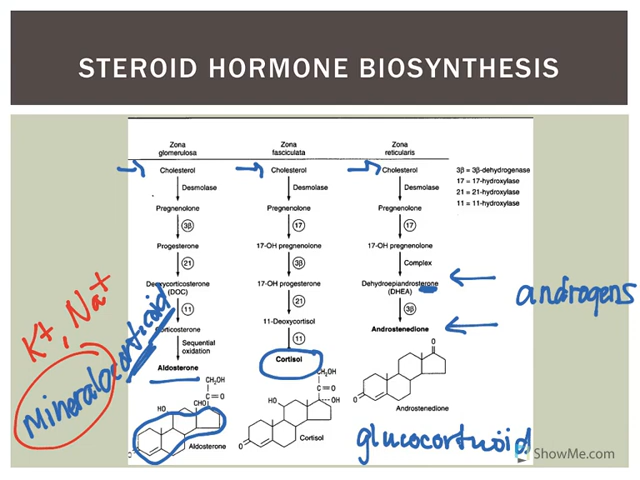 STEROID HORMONE BIOSYNTHESIS
Zona glomerulosa
Cholesterol
Desmolase
Pregnenolone
3β
Progesterone
21
Deoxycorticosterone
(DOC)
11
Corticosterone
Sequential
oxidation
Aldosterone
CH₂OH
C=O
CHO
HO
O
Aldosterone
Zona fasciculata
Cholesterol
Desmolase
Pregnenolone
17
17-OH pregnenolone
3β
17-OH progesterone
21
11-Deoxycortisol
11
Cortisol
CH₂OH
C=O
OH
HO
O
Cortisol
Zona reticularis
Cholesterol
Desmolase
Pregnenolone
17
17-OH pregnenolone
Complex
Dehydroepiandrosterone
(DHEA)
3β
Androstenedione
O
O
Androstenedione
3β = 3β-dehydrogenase
17 = 17-hydroxylase
21 = 21-hydroxylase
11 = 11-hydroxylase
K+, Na+
Mineralocorticoid
androgens
glucocorticoid
ShowMe.com